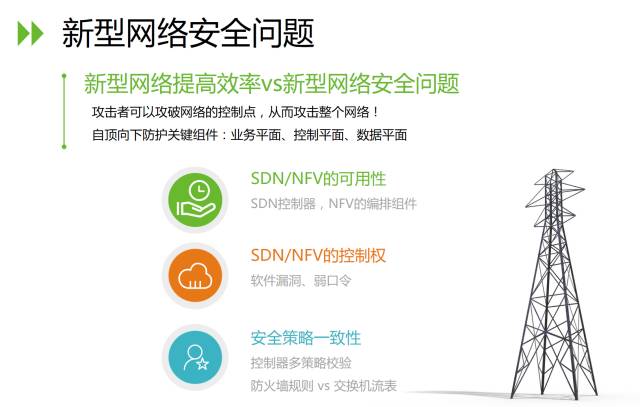 新型网络安全问题
新型网络提高效率vs新型网络安全问题
攻击者可以攻破网络的控制点，从而攻击整个网络！
自顶向下防护关键组件：业务平面、控制平面、数据平面
SDN/NFV的可用性
SDN控制器，NFV的编排组件
SDN/NFV的控制权
软件漏洞、弱口令
安全策略一致性
控制器多策略校验
防火墙规则 vs 交换机流表